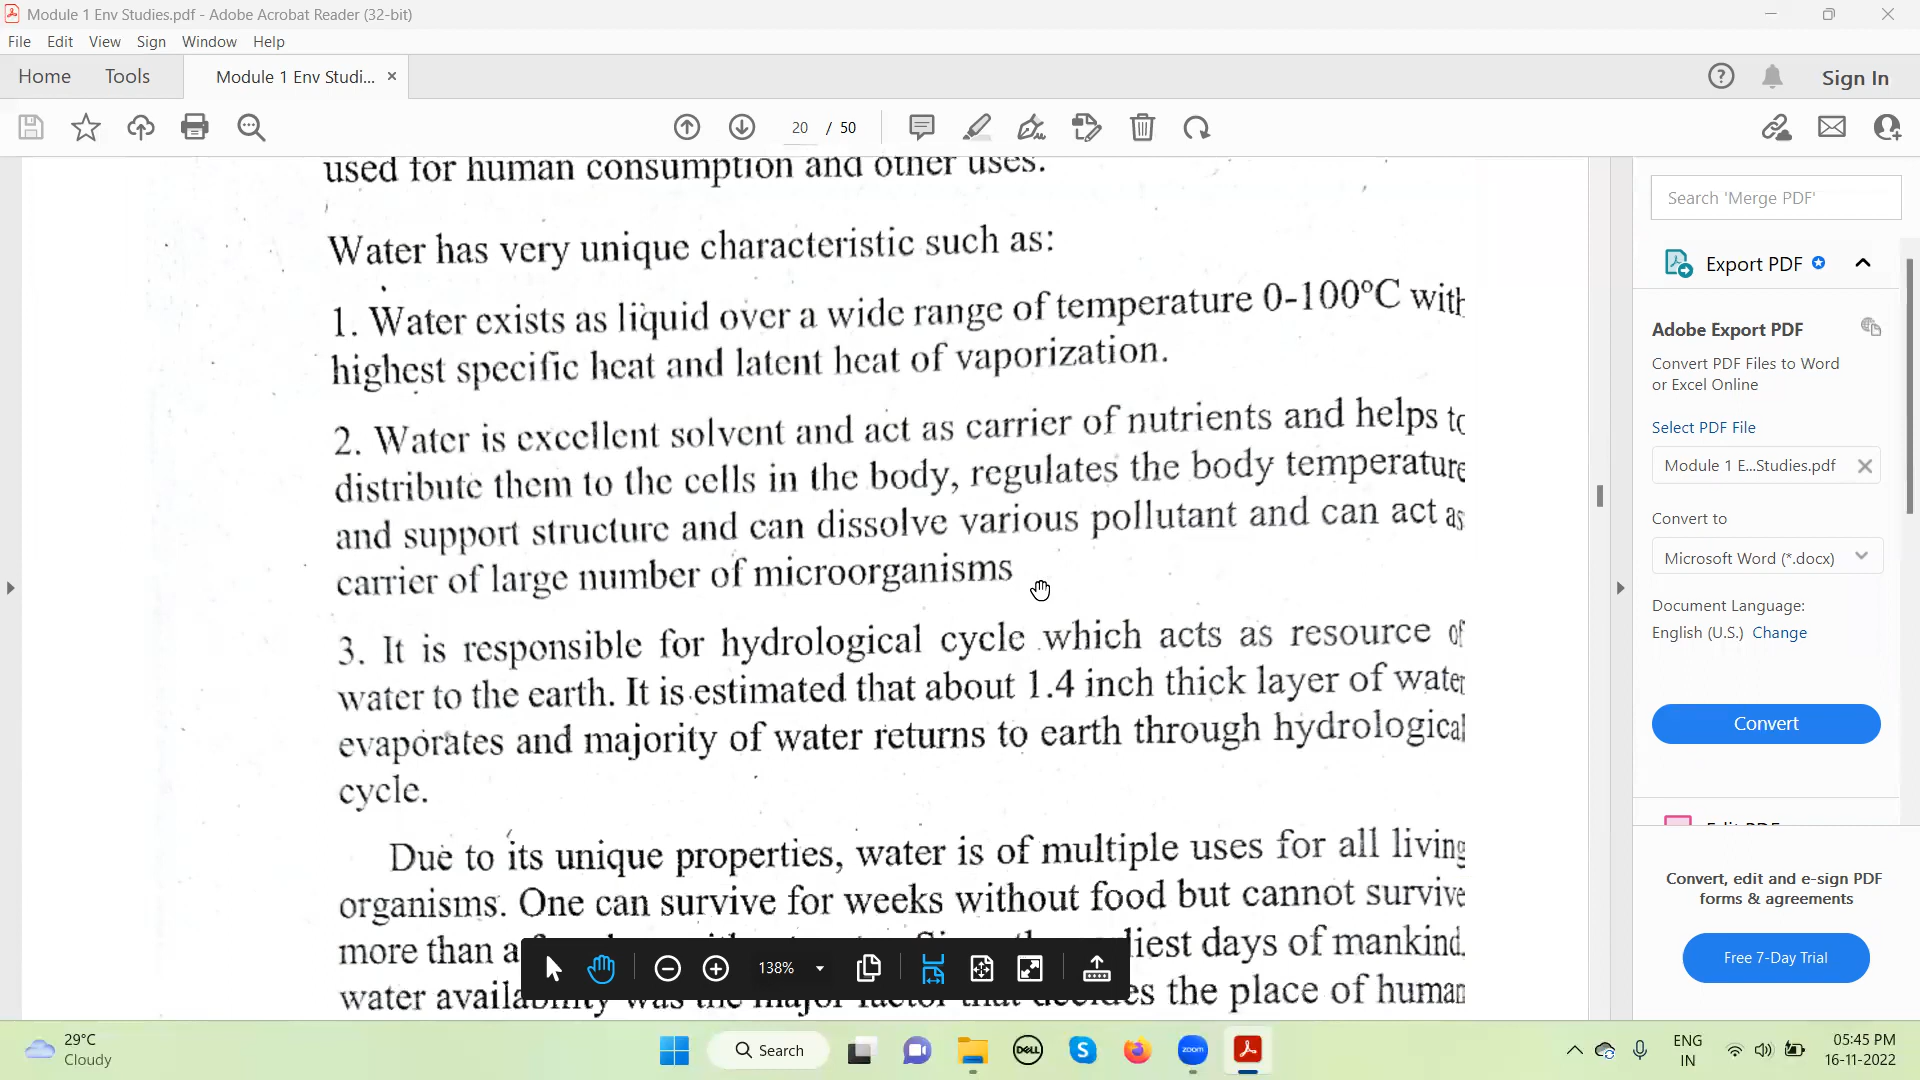 Module 1 Env Studies.pdf - Adobe Acrobat Reader (32-bit)
File Edit View Sign Window Help
Home Tools Module 1 Env Studi... × Sign In
20 / 50
used for human consumption and other uses.
Search 'Merge PDF'
Water has very unique characteristic such as:
Export PDF
1. Water exists as liquid over a wide range of temperature 0-100°C with
highest specific heat and latent heat of vaporization.
Adobe Export PDF
Convert PDF Files to Word
or Excel Online
2. Water is excellent solvent and act as carrier of nutrients and helps to
distribute them to the cells in the body, regulates the body temperature
and support structure and can dissolve various pollutant and can act as
carrier of large number of microorganisms
Select PDF File
Module 1 E...Studies.pdf
Convert to
Microsoft Word (*.docx)
Document Language:
English (U.S.) Change
3. It is responsible for hydrological cycle which acts as resource of
water to the earth. It is estimated that about 1.4 inch thick layer of water
evaporates and majority of water returns to earth through hydrological
cycle.
Convert
Due to its unique properties, water is of multiple uses for all living
organisms. One can survive for weeks without food but cannot survive
more than a liest days of mankind.
water availability was the major factor that decides the place of human
138%
Convert, edit and e-sign PDF
forms & agreements
Free 7-Day Trial
29°C
Cloudy
Search
DELL
zoom
ENG
IN
05:45 PM
16-11-2022